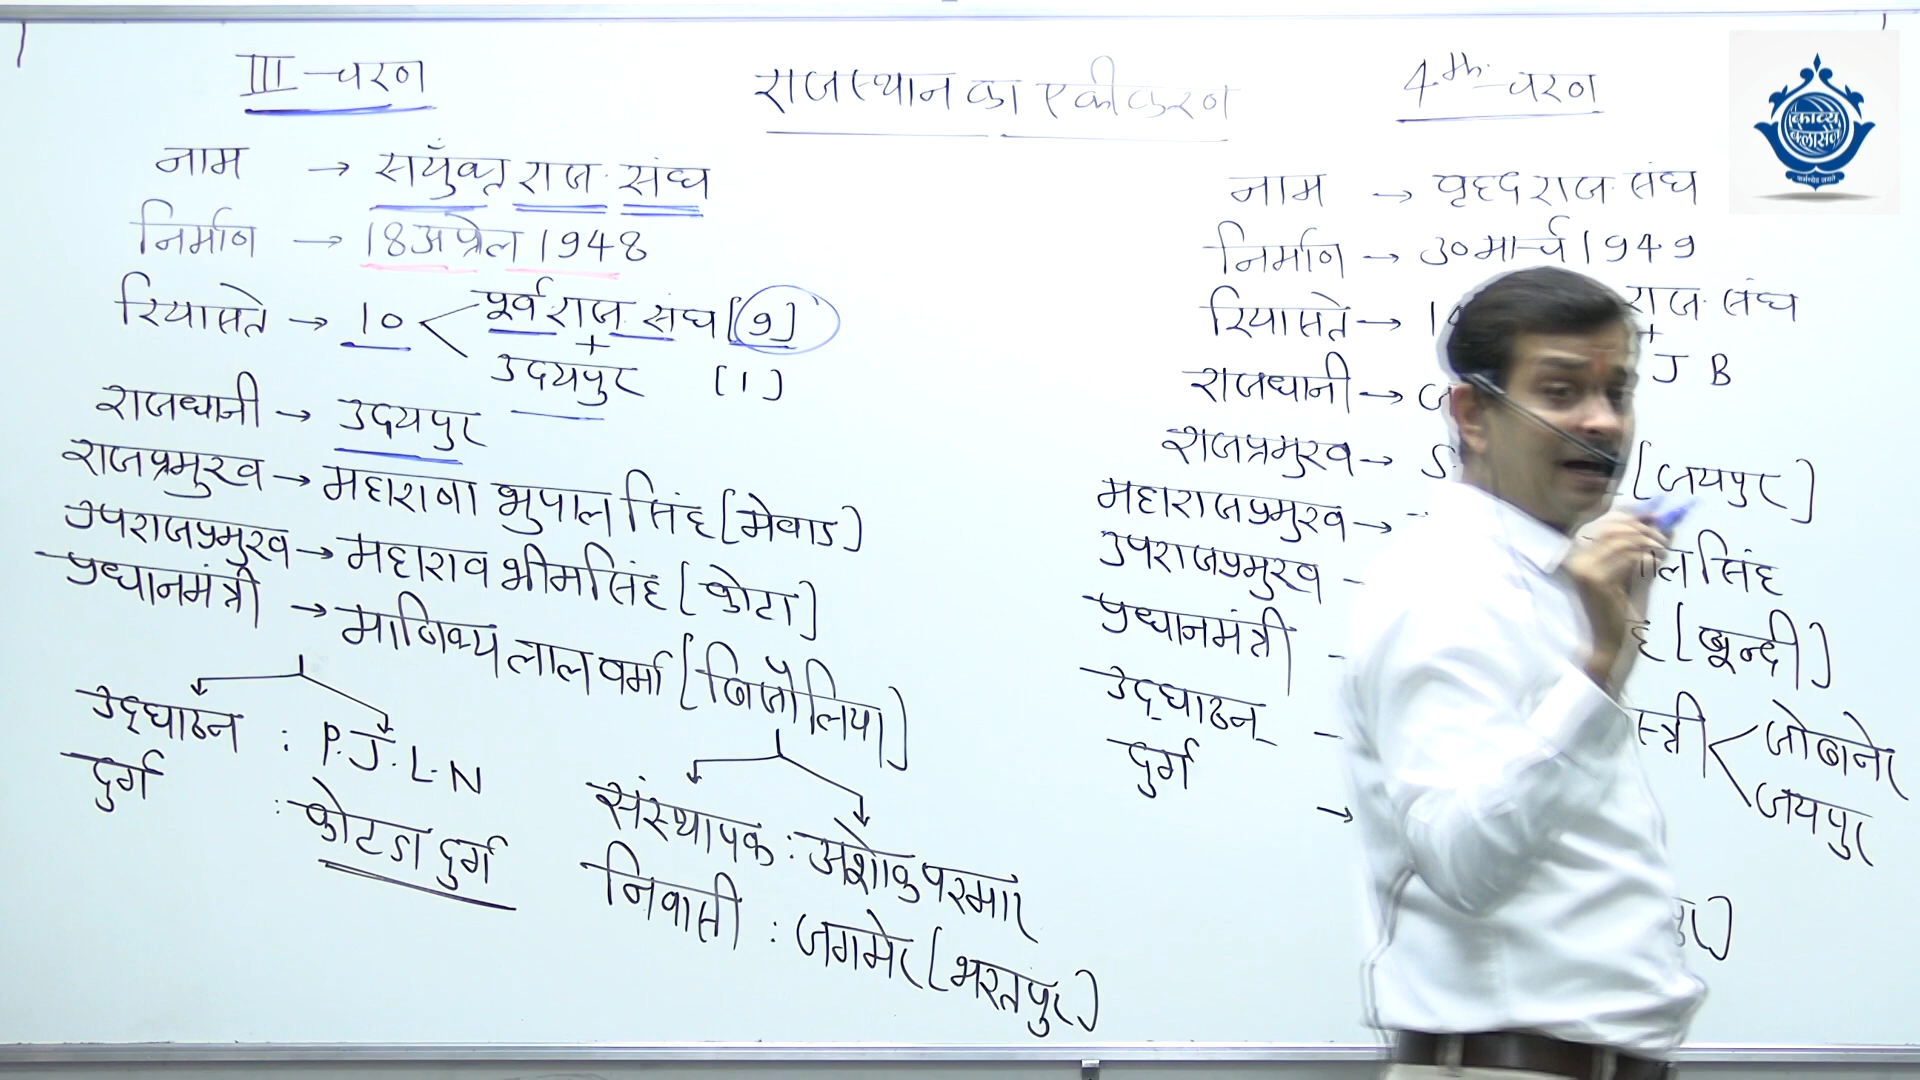 राजस्थान का एकीकरण
III - चरण
नाम → सयुँक्त राज. संघ
निर्माण → 18 अप्रेल 1948
रियासते → 10 < पूर्व राज. संघ [9]
+
उदयपुर [1]
राजधानी → उदयपुर
राजप्रमुख → महाराणा भुपाल सिंह [मेवाड]
उपराजप्रमुख → महाराव भीमसिंह [कोटा]
प्रधानमंत्री → माणिक्य लाल वर्मा [बिजौलिया]
उद्घाटन : P. J. L. N
दुर्ग : कोटडा दुर्ग
संस्थापक : अशोक परमार
निवासी : जगमेर [भरतपुर]
4th - चरण
नाम → वृहद राज. संघ
निर्माण → 30 मार्च 1949
रियासते → राज. संघ
+
J B
राजधानी →
राजप्रमुख → [जयपुर]
महाराजप्रमुख → सिंह
उपराजप्रमुख - [बून्दी]
प्रधानमंत्री - स्त्री < जोबनेर
जयपुर
उद्घाटन -
दुर्ग →
काव्य
क्लासेज